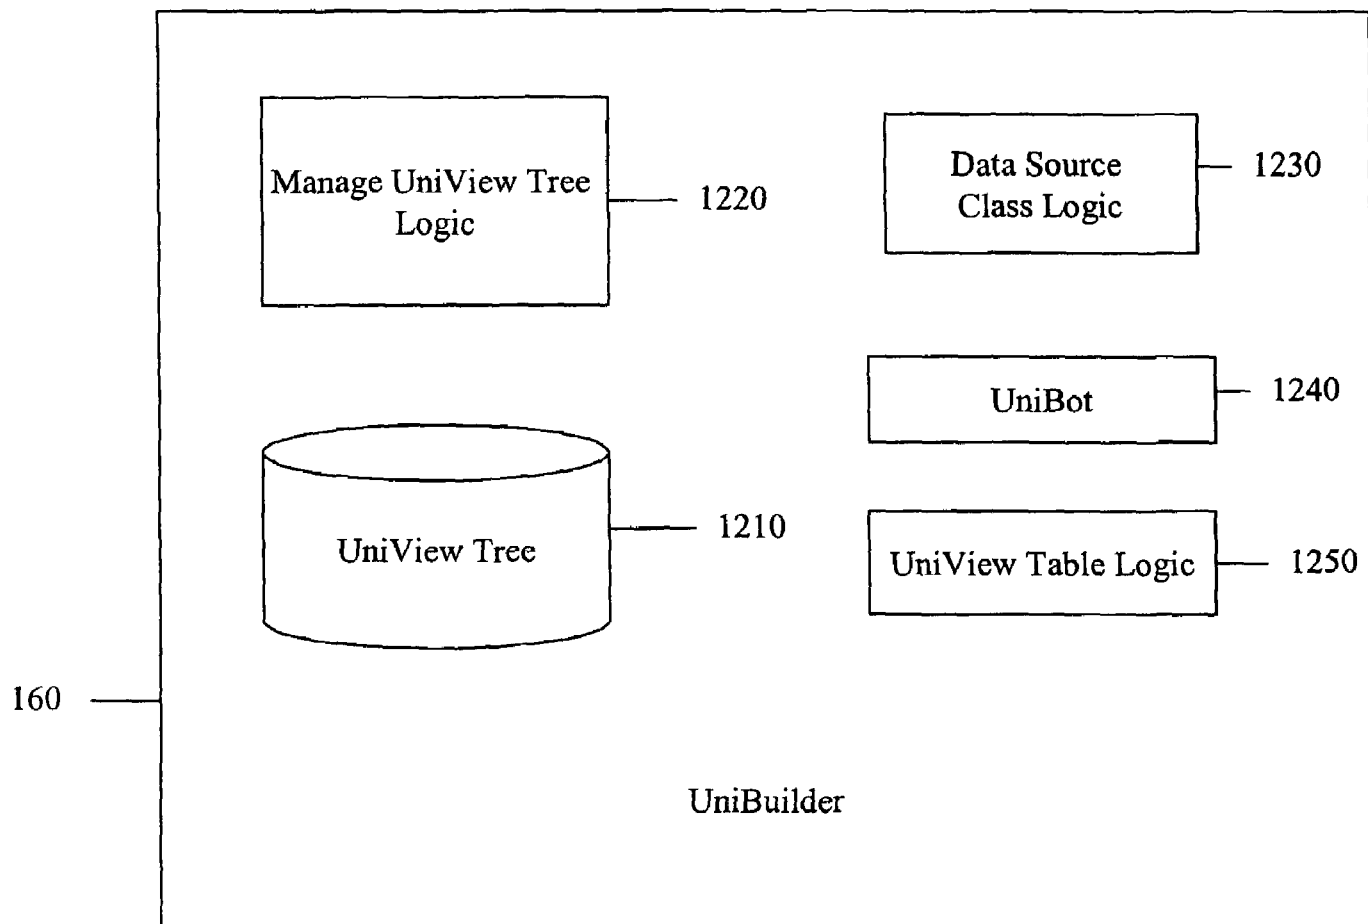 Manage UniView Tree
Logic
1220
Data Source
Class Logic
1230
UniBot
1240
UniView Tree
1210
UniView Table Logic
1250
160
UniBuilder